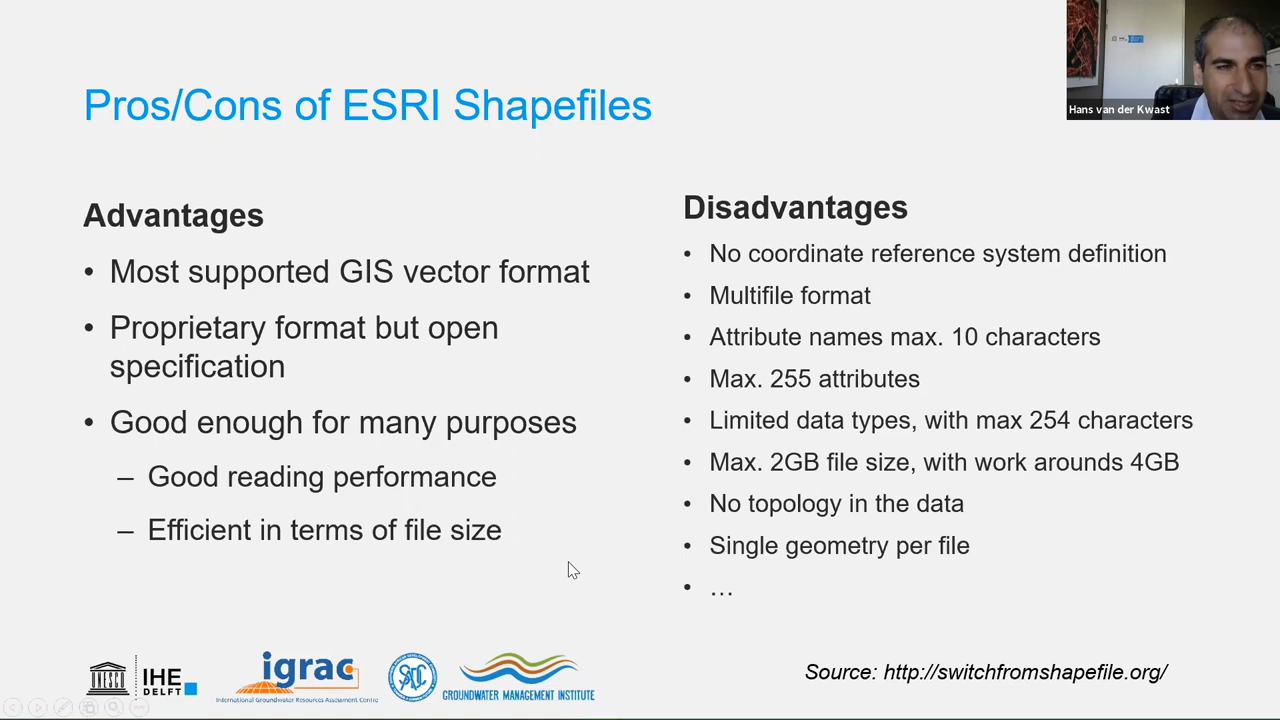 Pros/Cons of ESRI Shapefiles
Hans van der Kwast
Advantages
• Most supported GIS vector format
• Proprietary format but open
specification
• Good enough for many purposes
– Good reading performance
– Efficient in terms of file size
Disadvantages
• No coordinate reference system definition
• Multifile format
• Attribute names max. 10 characters
• Max. 255 attributes
• Limited data types, with max 254 characters
• Max. 2GB file size, with work arounds 4GB
• No topology in the data
• Single geometry per file
• …
unesco
IHE
DELFT
igrac
International Groundwater Resources Assessment Centre
GROUNDWATER MANAGEMENT INSTITUTE
Source: http://switchfromshapefile.org/